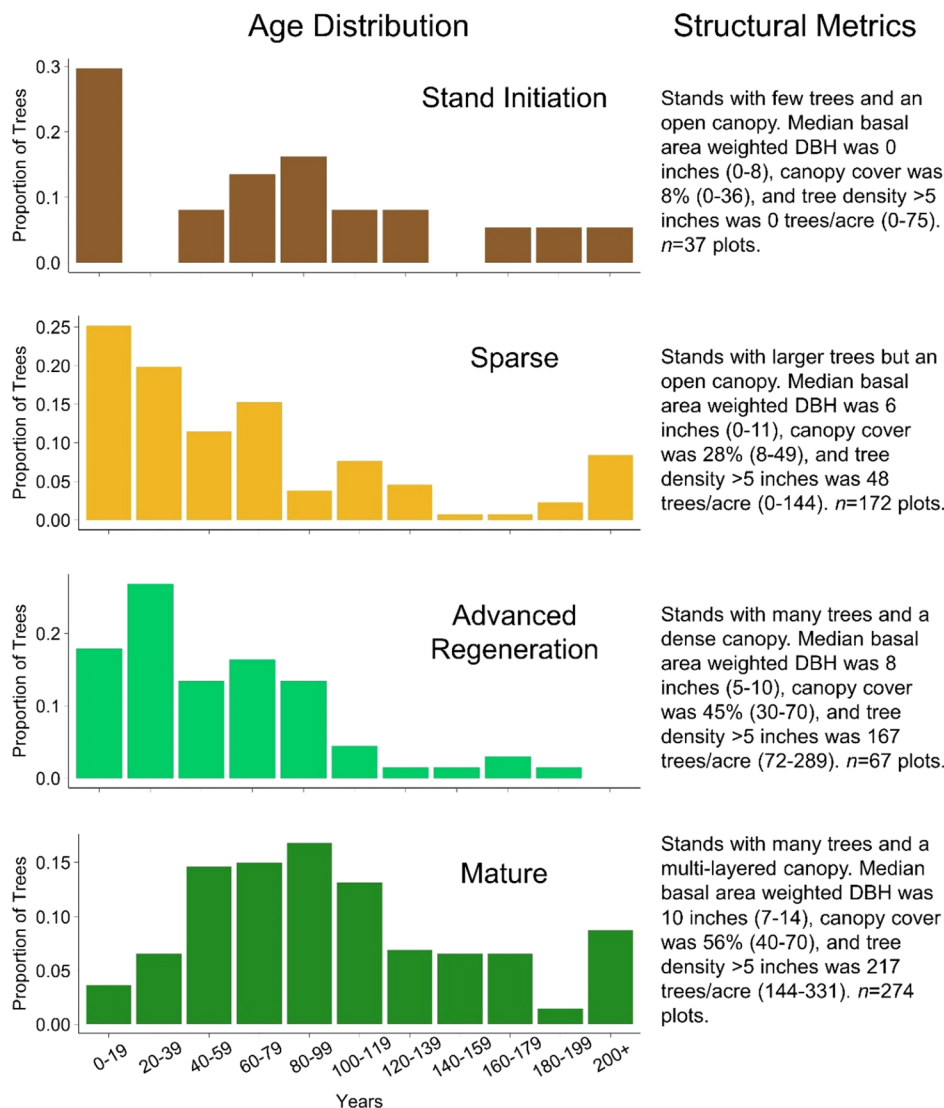 Age Distribution
Structural Metrics
Stand Initiation
Proportion of Trees
0.3
0.2
0.1
0.0
Stands with few trees and an
open canopy. Median basal
area weighted DBH was 0
inches (0-8), canopy cover was
8% (0-36), and tree density >5
inches was 0 trees/acre (0-75).
n=37 plots.
Sparse
Proportion of Trees
0.25
0.20
0.15
0.10
0.05
0.00
Stands with larger trees but an
open canopy. Median basal
area weighted DBH was 6
inches (0-11), canopy cover
was 28% (8-49), and tree
density >5 inches was 48
trees/acre (0-144). n=172 plots.
Advanced
Regeneration
Proportion of Trees
0.2
0.1
0.0
Stands with many trees and a
dense canopy. Median basal
area weighted DBH was 8
inches (5-10), canopy cover
was 45% (30-70), and tree
density >5 inches was 167
trees/acre (72-289). n=67 plots.
Mature
Proportion of Trees
0.15
0.10
0.05
0.00
Stands with many trees and a
multi-layered canopy. Median
basal area weighted DBH was
10 inches (7-14), canopy cover
was 56% (40-70), and tree
density >5 inches was 217
trees/acre (144-331). n=274
plots.
0-19
20-39
40-59
60-79
80-99
100-119
120-139
140-159
160-179
180-199
200+
Years